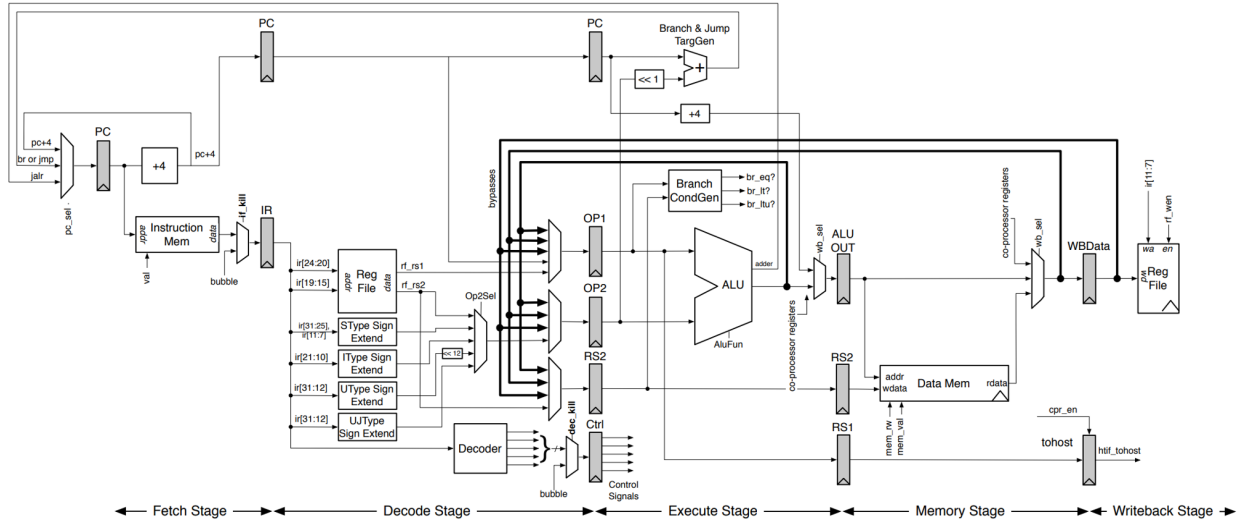 PC
PC
Branch & Jump
TargGen
+
<< 1
+4
PC
pc+4
br or jmp
jalr
pc_sel
+4
pc+4
if_kill
IR
addr
Instruction
Mem
data
val
bubble
bypasses
Branch
CondGen
br_eq?
br_lt?
br_ltu?
OP1
ir[24:20]
ir[19:15]
addr
Reg
File
data
rf_rs1
rf_rs2
Op2Sel
OP2
ALU
adder
AluFun
wb_sel
ALU
OUT
co-processor registers
co-processor registers
wb_sel
WBData
ir[11:7]
rf_wen
wa
en
wd
Reg
File
ir[31:25],
ir[11:7]
SType Sign
Extend
ir[21:10]
IType Sign
Extend
<< 12
ir[31:12]
UType Sign
Extend
ir[31:12]
UJType
Sign Extend
RS2
RS2
addr
wdata
Data Mem
rdata
mem_rw
mem_val
Decoder
}
dec_kill
bubble
Ctrl
Control
Signals
RS1
cpr_en
tohost
htif_tohost
Fetch Stage
Decode Stage
Execute Stage
Memory Stage
Writeback Stage